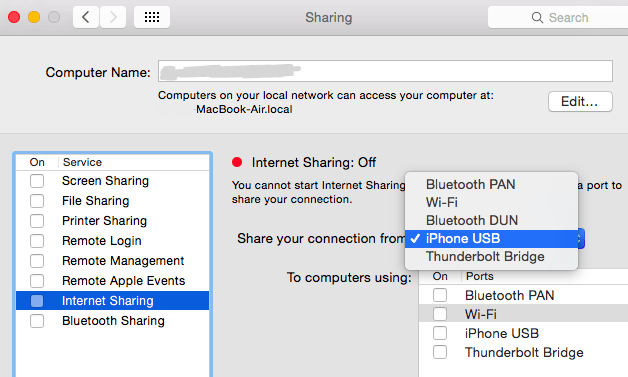 Sharing
Search
Computer Name:
Computers on your local network can access your computer at:
MacBook-Air.local
Edit...
On Service
Screen Sharing
File Sharing
Printer Sharing
Remote Login
Remote Management
Remote Apple Events
Internet Sharing
Bluetooth Sharing
Internet Sharing: Off
You cannot start Internet Sharing a port to
share your connection.
Share your connection from
Bluetooth PAN
Wi-Fi
Bluetooth DUN
✓ iPhone USB
Thunderbolt Bridge
To computers using:
On Ports
Bluetooth PAN
Wi-Fi
iPhone USB
Thunderbolt Bridge